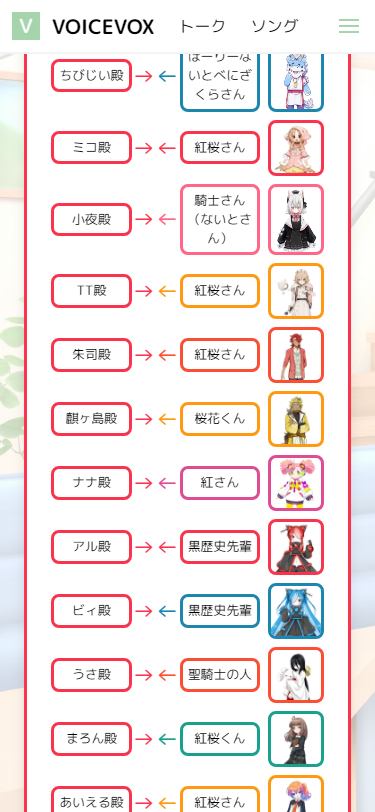 V VOICEVOX トーク ソング
ちびじい殿 → ← ほーりーな
いとべにざ
くらさん
ミコ殿 → ← 紅桜さん
小夜殿 → ← 騎士さん
(ないとさ
ん)
TT殿 → ← 紅桜さん
朱司殿 → ← 紅桜さん
麒ヶ島殿 → ← 桜花くん
ナナ殿 → ← 紅さん
アル殿 → ← 黒歴史先輩
ビィ殿 → ← 黒歴史先輩
うさ殿 → ← 聖騎士の人
まろん殿 → ← 紅桜くん
あいえる殿 → ← 紅桜さん